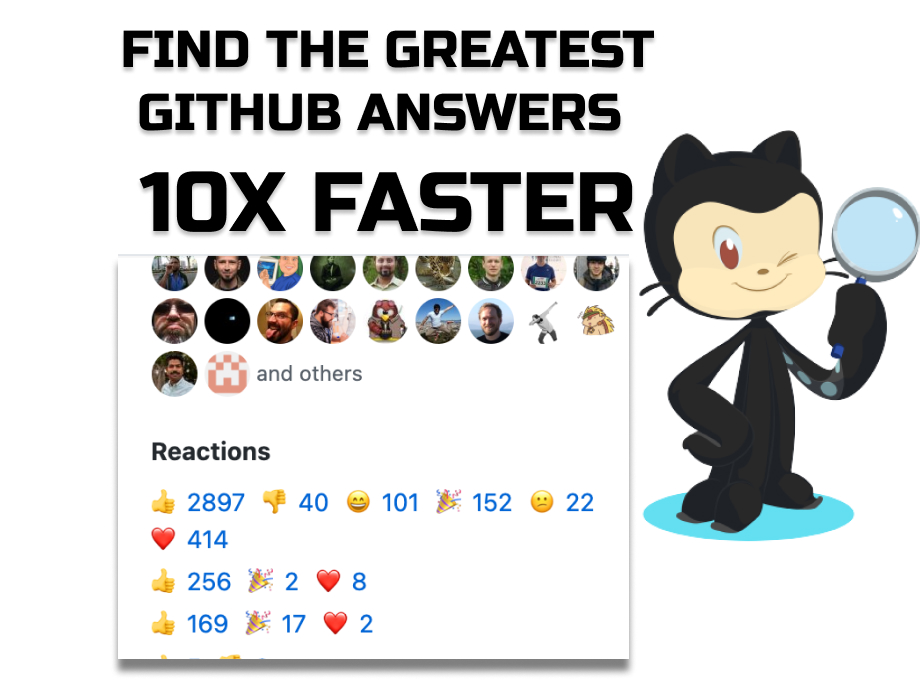 FIND THE GREATEST
GITHUB ANSWERS
10X FASTER
and others
Reactions
👍 2897 👎 40 😄 101 🎉 152 😕 22
❤️ 414
👍 256 🎉 2 ❤️ 8
👍 169 🎉 17 ❤️ 2